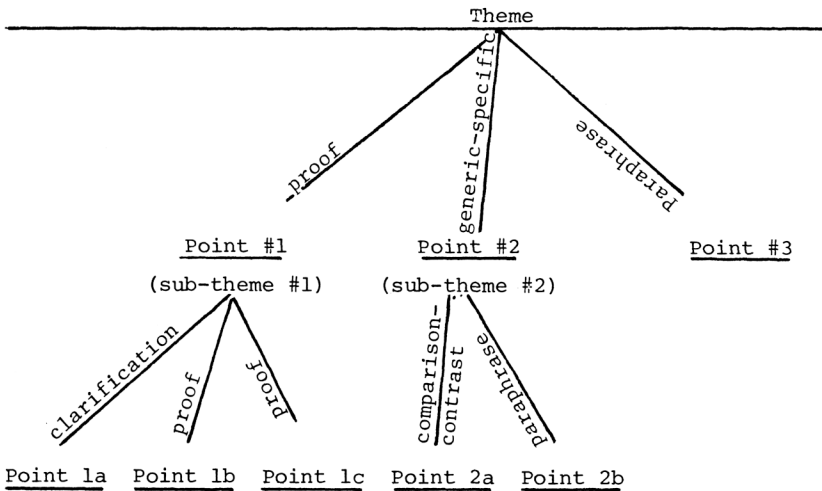 Theme
proof
generic-specific
Paraphrase
Point #1
Point #2
Point #3
(sub-theme #1)
(sub-theme #2)
clarification
proof
proof
comparison-
contrast
paraphrase
Point 1a
Point 1b
Point 1c
Point 2a
Point 2b